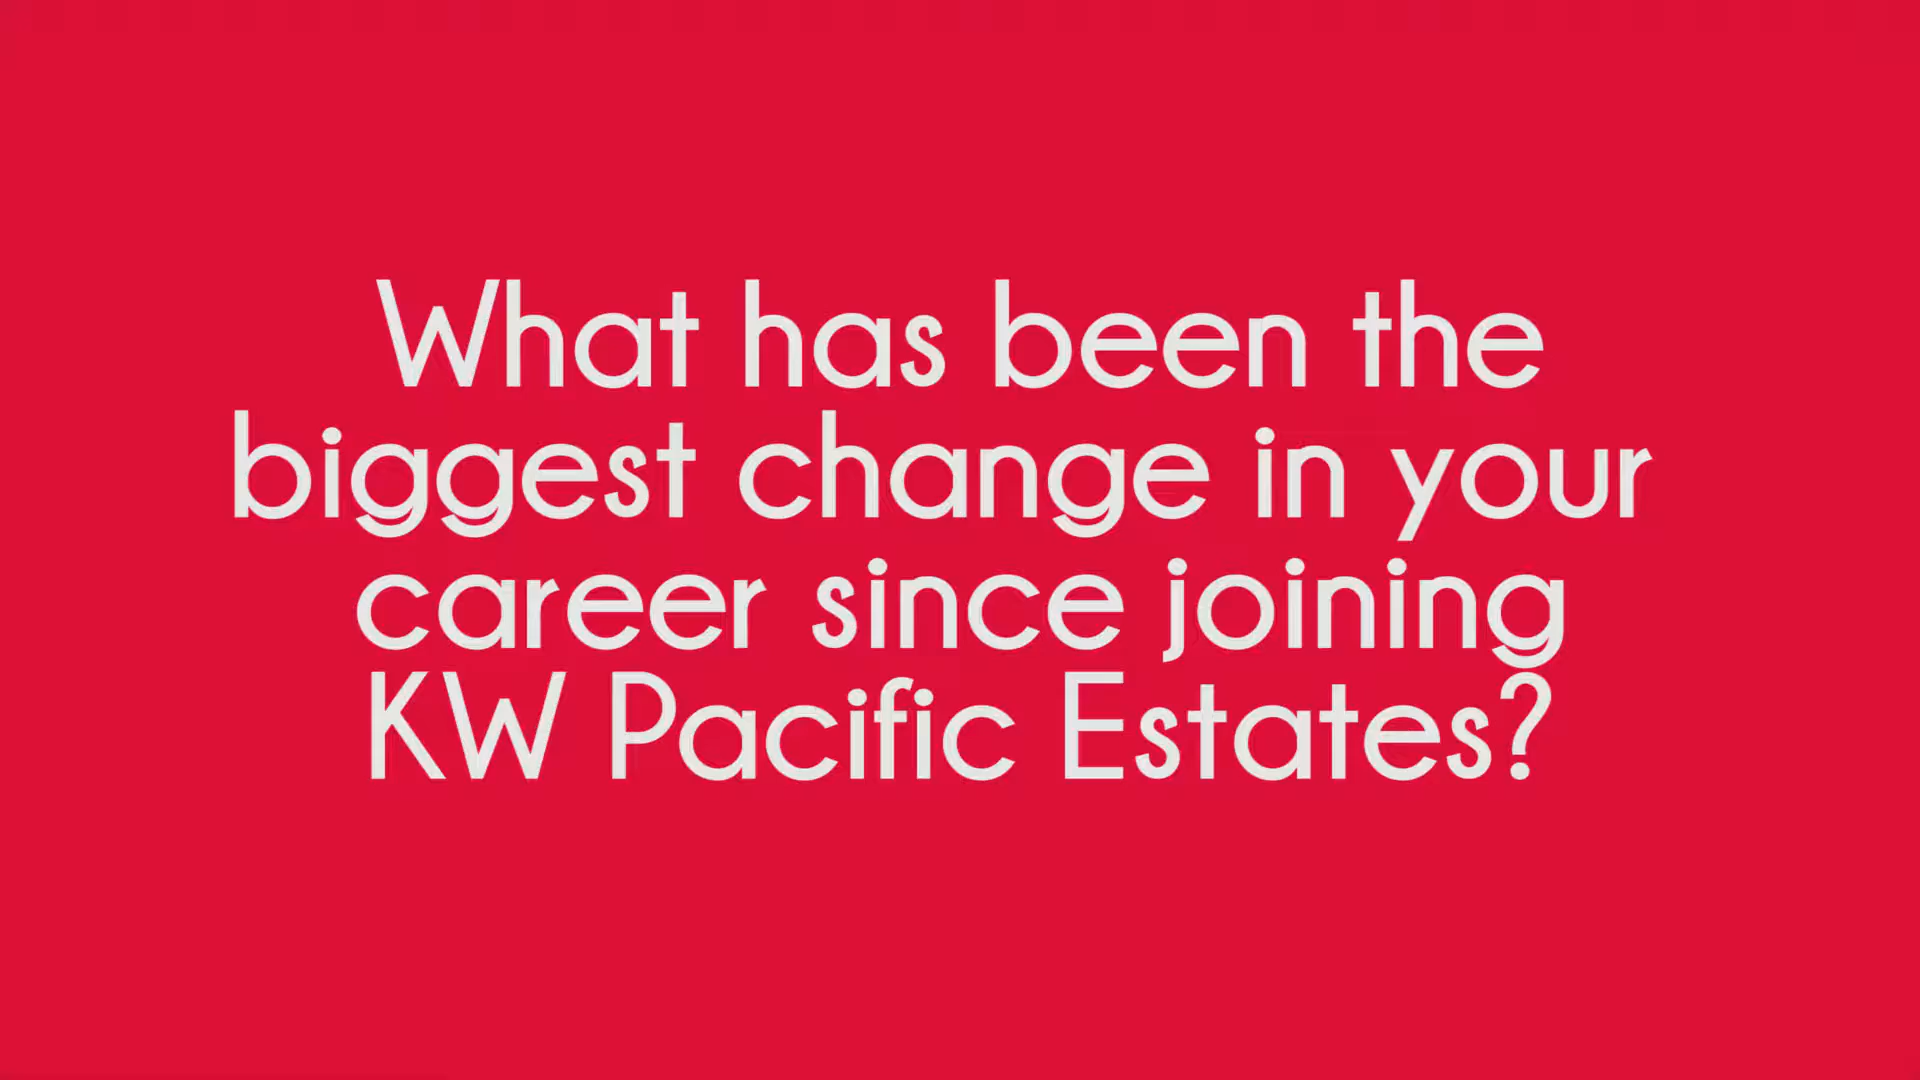 What has been the
biggest change in your
career since joining
KW Pacific Estates?